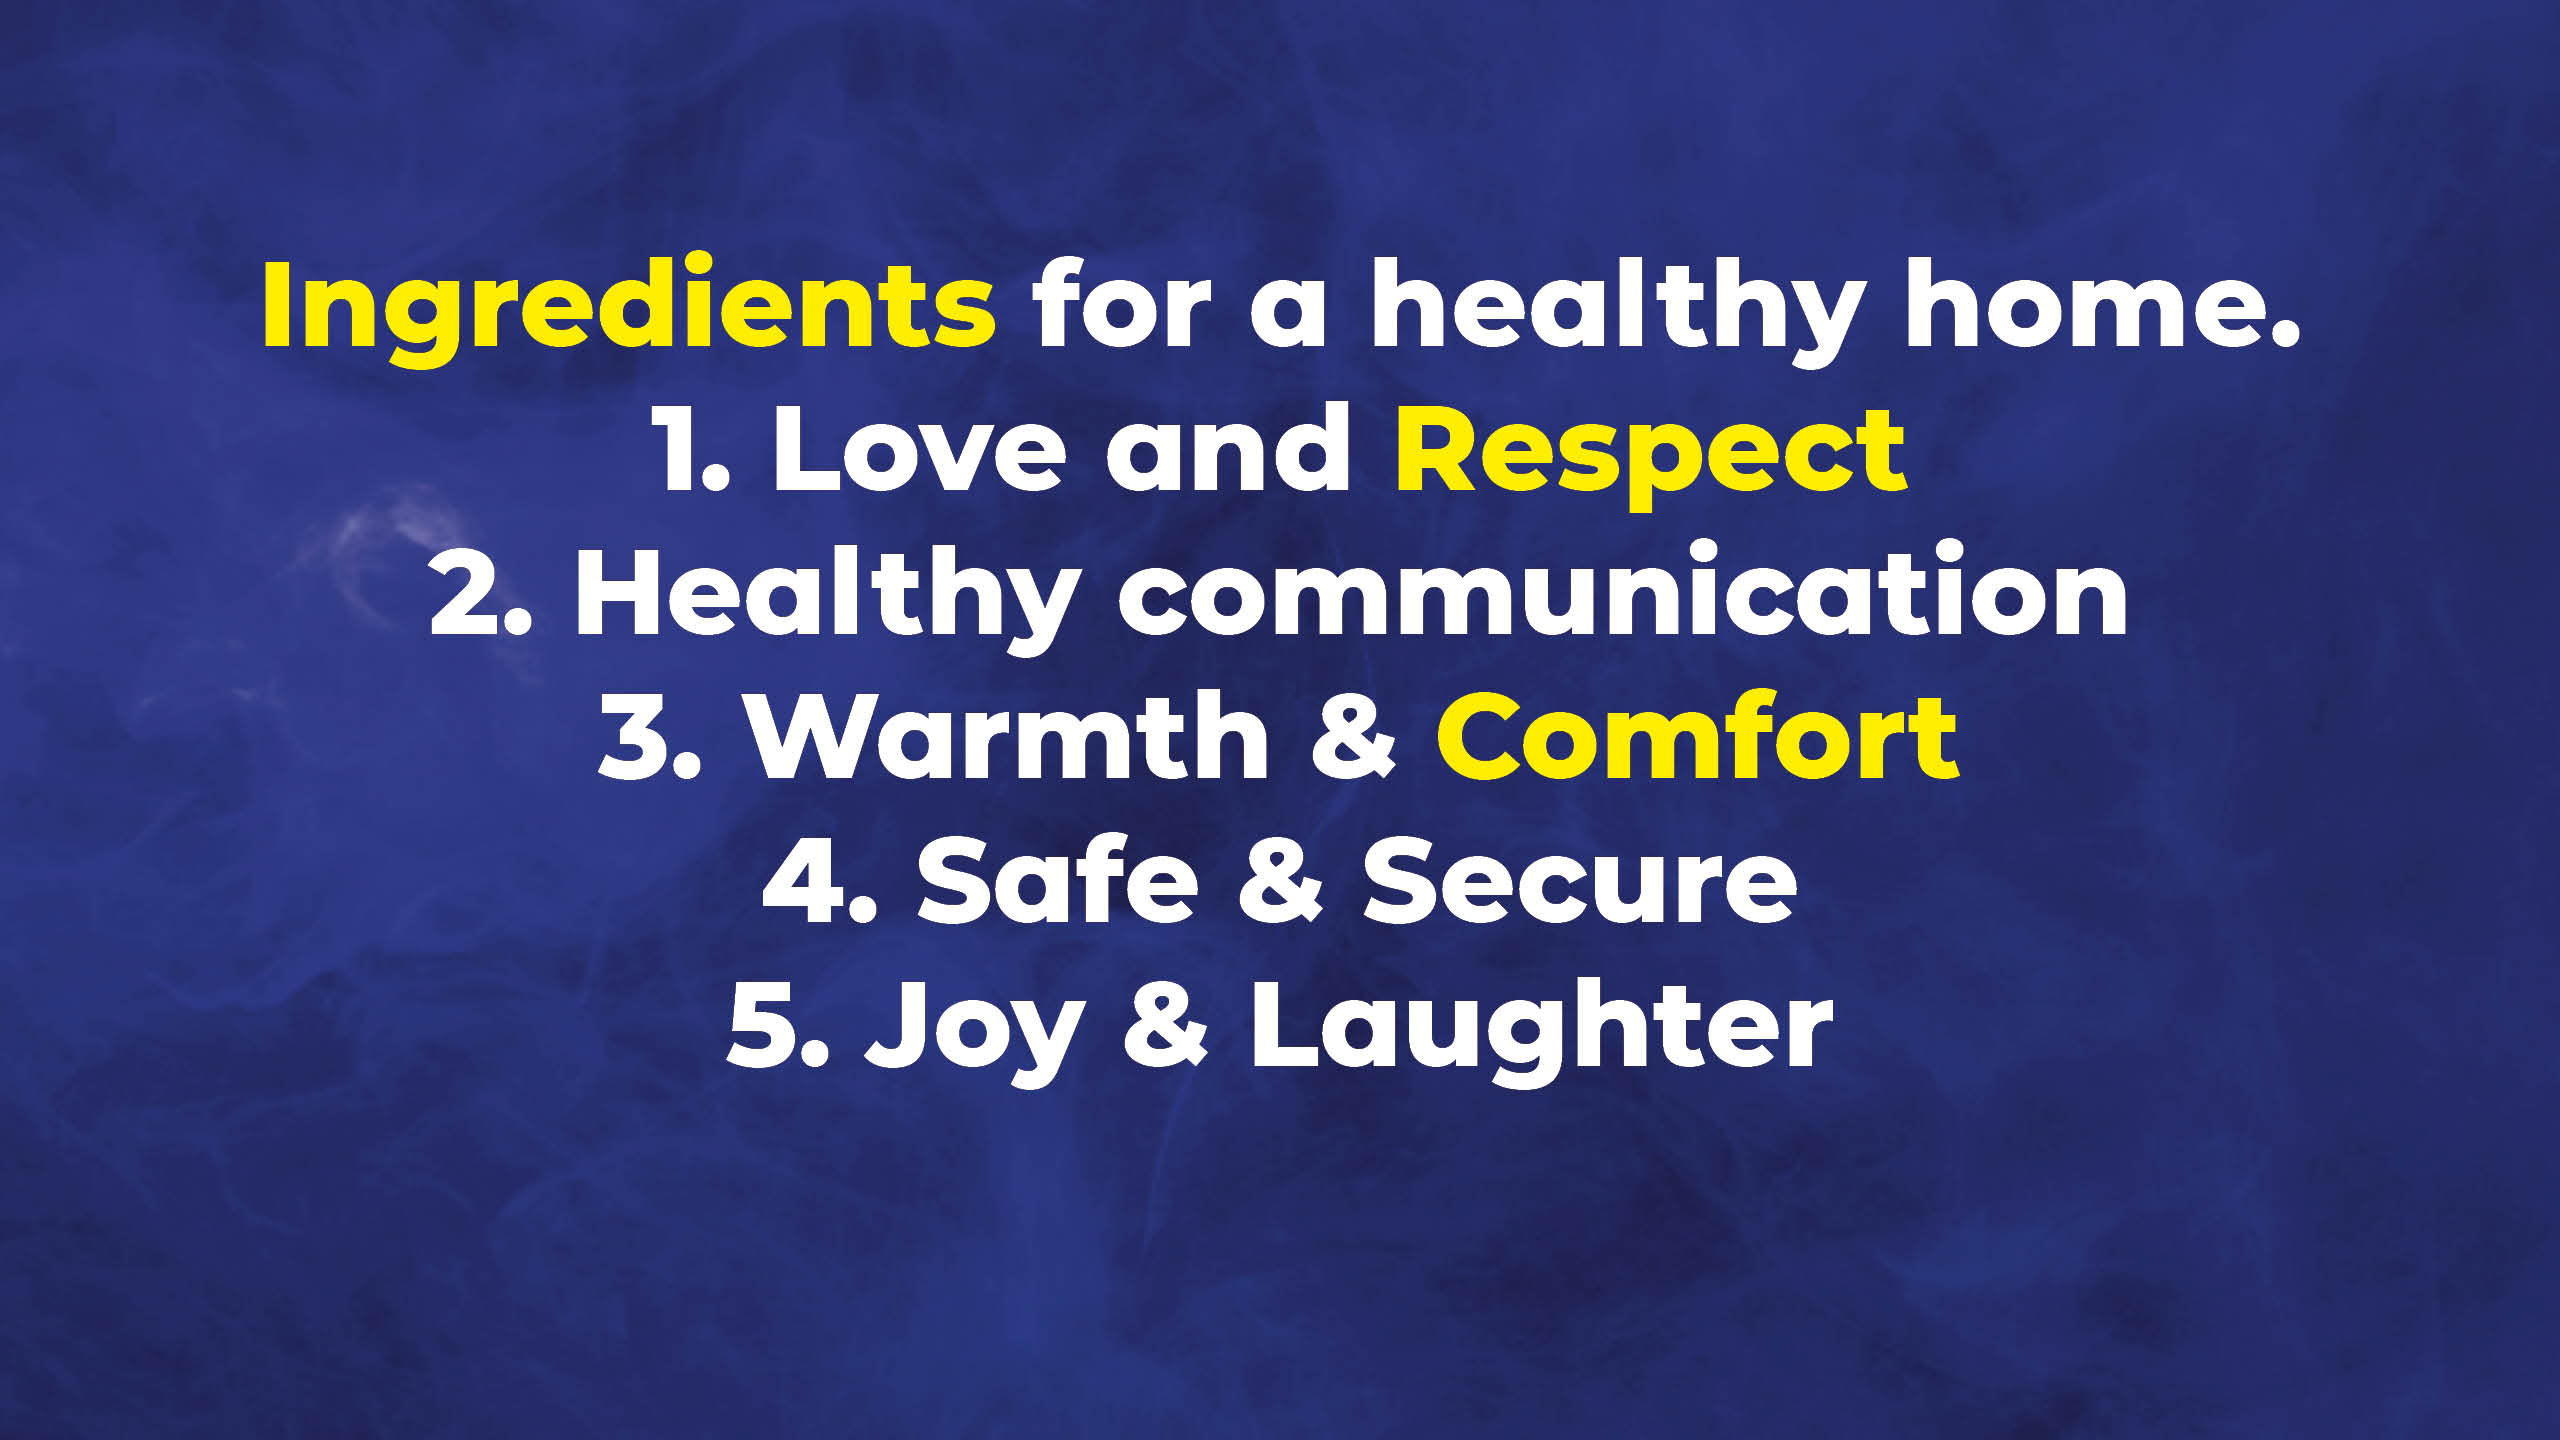 Ingredients for a healthy home.
1. Love and Respect
2. Healthy communication
3. Warmth & Comfort
4. Safe & Secure
5. Joy & Laughter